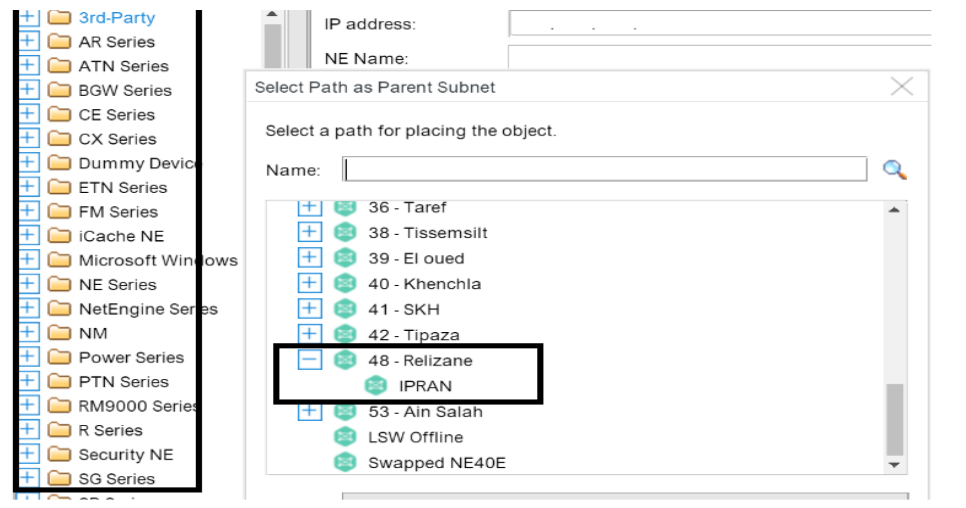 3rd-Party
AR Series
ATN Series
BGW Series
CE Series
CX Series
Dummy Devic
ETN Series
FM Series
iCache NE
Microsoft Windows
NE Series
NetEngine Series
NM
Power Series
PTN Series
RM9000 Series
R Series
Security NE
SG Series
IP address:
NE Name:
Select Path as Parent Subnet
Select a path for placing the object.
Name:
36 - Taref
38 - Tissemsilt
39 - El oued
40 - Khenchla
41 - SKH
42 - Tipaza
48 - Relizane
IPRAN
53 - Ain Salah
LSW Offline
Swapped NE40E